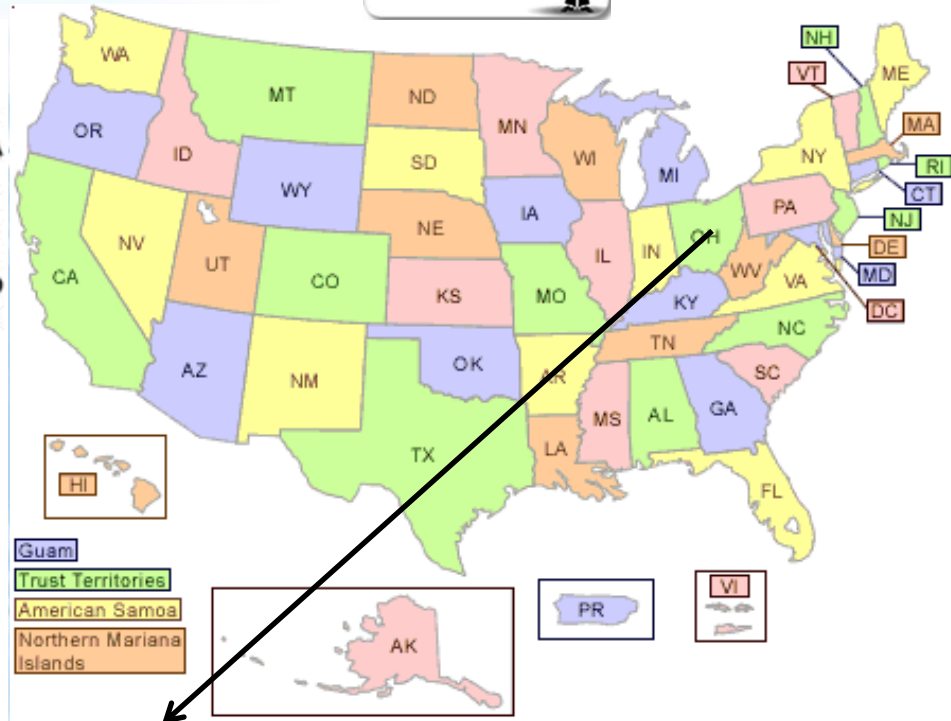 NH
WA
VT
ME
MT
ND
MN
MA
OR
ID
SD
WI
NY
RI
WY
MI
CT
IA
PA
NJ
NE
OH
NV
UT
IL
IN
DE
CA
CO
WV
MD
KS
MO
KY
VA
DC
NC
TN
AZ
NM
OK
AR
SC
MS
AL
GA
TX
LA
HI
FL
Guam
Trust Territories
American Samoa
Northern Mariana
Islands
AK
PR
VI